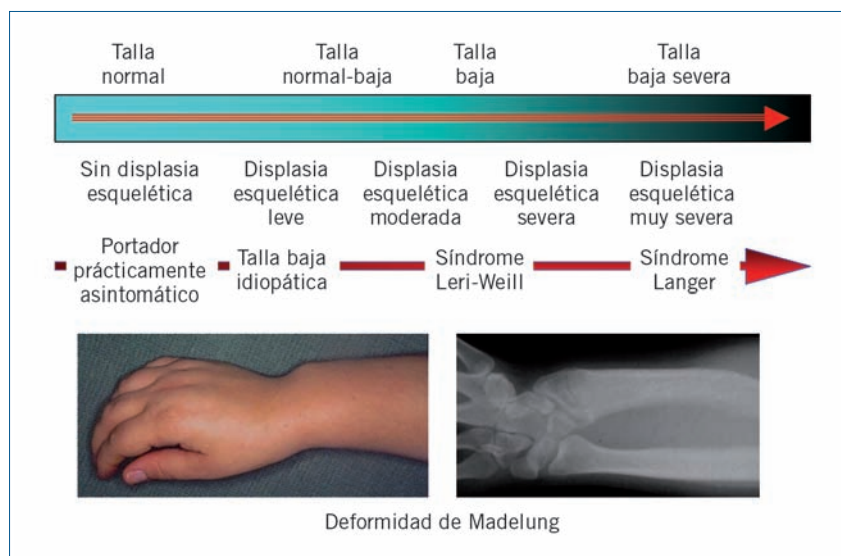 Talla
normal
Talla
normal-baja
Talla
baja
Talla
baja severa
Sin displasia
esquelética
Displasia
esquelética
leve
Displasia
esquelética
moderada
Displasia
esquelética
severa
Displasia
esquelética
muy severa
Portador
prácticamente
asintomático
Talla baja
idiopática
Síndrome
Leri-Weill
Síndrome
Langer
Deformidad de Madelung